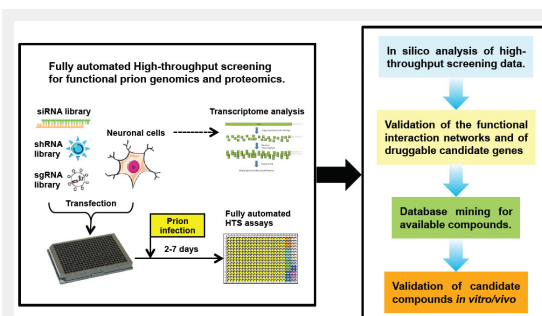 Fully automated High-throughput screening
for functional prion genomics and proteomics.
siRNA library
shRNA
library
sgRNA
library
Neuronal cells
Transcriptome analysis
Transfection
Prion
infection
2-7 days
Fully automated
HTS assays
In silico analysis of high-
throughput screening data.
Validation of the functional
interaction networks and of
druggable candidate genes
Database mining for
available compounds.
Validation of candidate
compounds in vitro/vivo